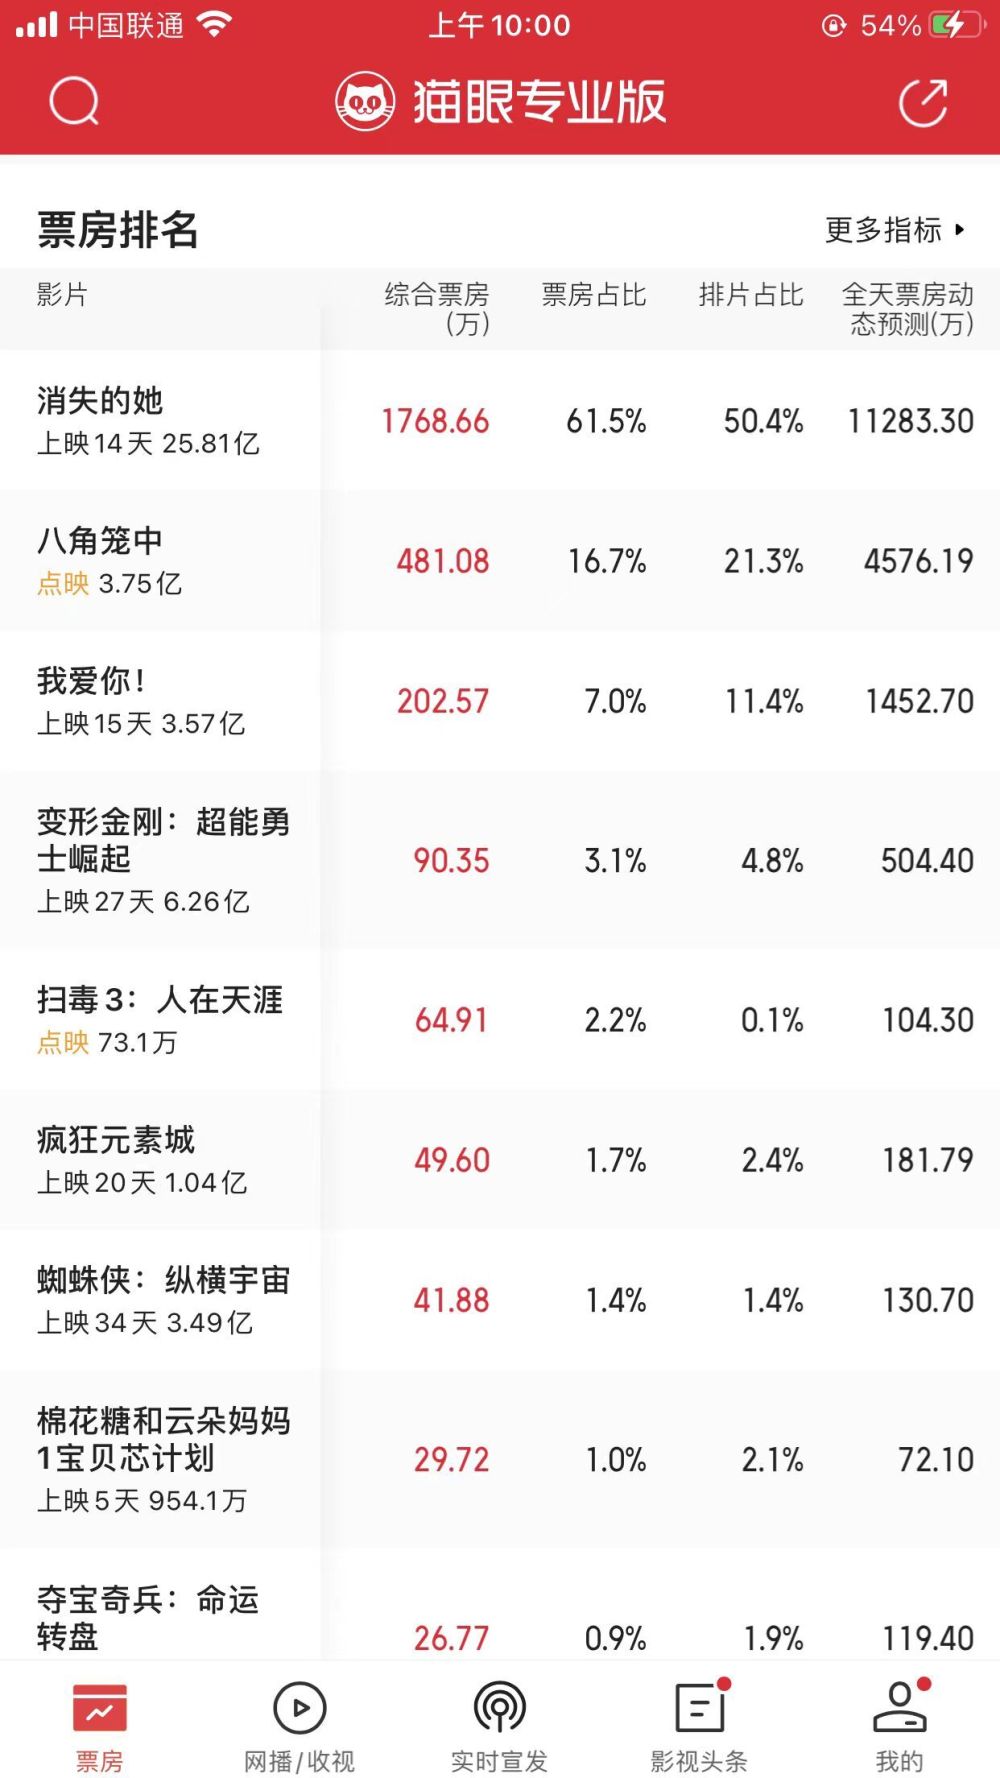 中国联通 上午10:00 54%
猫眼专业版
票房排名 更多指标
影片 综合票房(万) 票房占比 排片占比 全天票房动态预测(万)
消失的她
上映14天 25.81亿 1768.66 61.5% 50.4% 11283.30
八角笼中
点映 3.75亿 481.08 16.7% 21.3% 4576.19
我爱你！
上映15天 3.57亿 202.57 7.0% 11.4% 1452.70
变形金刚：超能勇
士崛起
上映27天 6.26亿 90.35 3.1% 4.8% 504.40
扫毒3：人在天涯
点映 73.1万 64.91 2.2% 0.1% 104.30
疯狂元素城
上映20天 1.04亿 49.60 1.7% 2.4% 181.79
蜘蛛侠：纵横宇宙
上映34天 3.49亿 41.88 1.4% 1.4% 130.70
棉花糖和云朵妈妈
1宝贝芯计划
上映5天 954.1万 29.72 1.0% 2.1% 72.10
夺宝奇兵：命运
转盘 26.77 0.9% 1.9% 119.40
票房 网播/收视 实时宣发 影视头条 我的